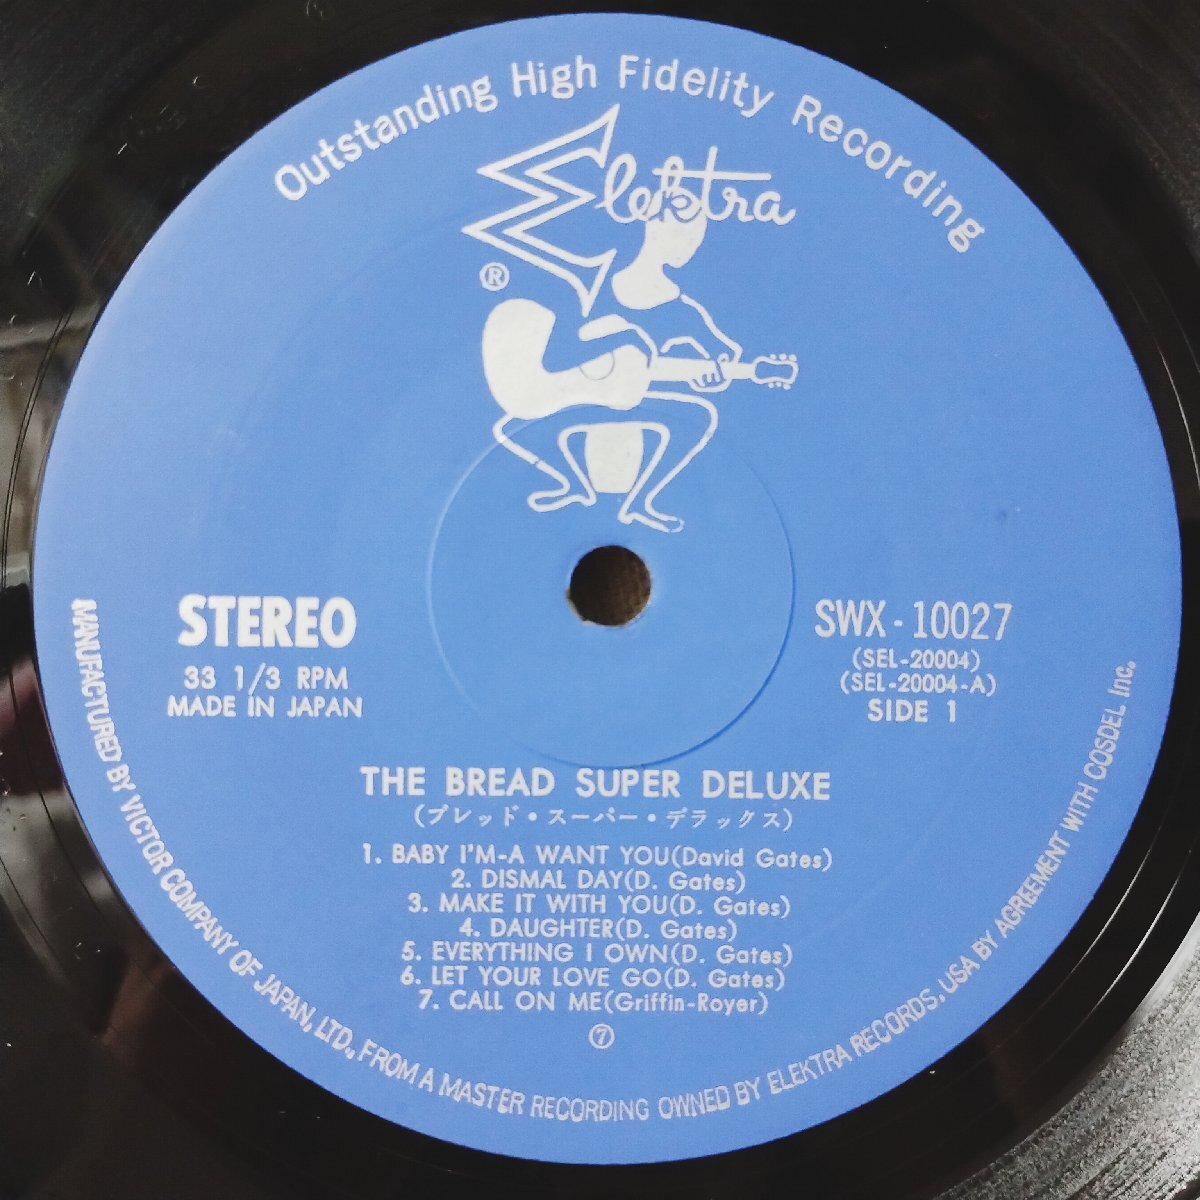 Outstanding High Fidelity Recording
Elektra
®
STEREO
33 1/3 RPM
MADE IN JAPAN
SWX-10027
(SEL-20004)
(SEL-20004-A)
SIDE 1
THE BREAD SUPER DELUXE
(ブレッド・スーパー・デラックス)
1. BABY I'M-A WANT YOU(David Gates)
2. DISMAL DAY(D. Gates)
3. MAKE IT WITH YOU(D. Gates)
4. DAUGHTER(D. Gates)
5. EVERYTHING I OWN(D. Gates)
6. LET YOUR LOVE GO(D. Gates)
7. CALL ON ME(Griffin-Royer)
⑦
MANUFACTURED BY VICTOR COMPANY OF JAPAN, LTD., FROM A MASTER RECORDING OWNED BY ELEKTRA RECORDS, USA BY AGREEMENT WITH COSDEL Inc.